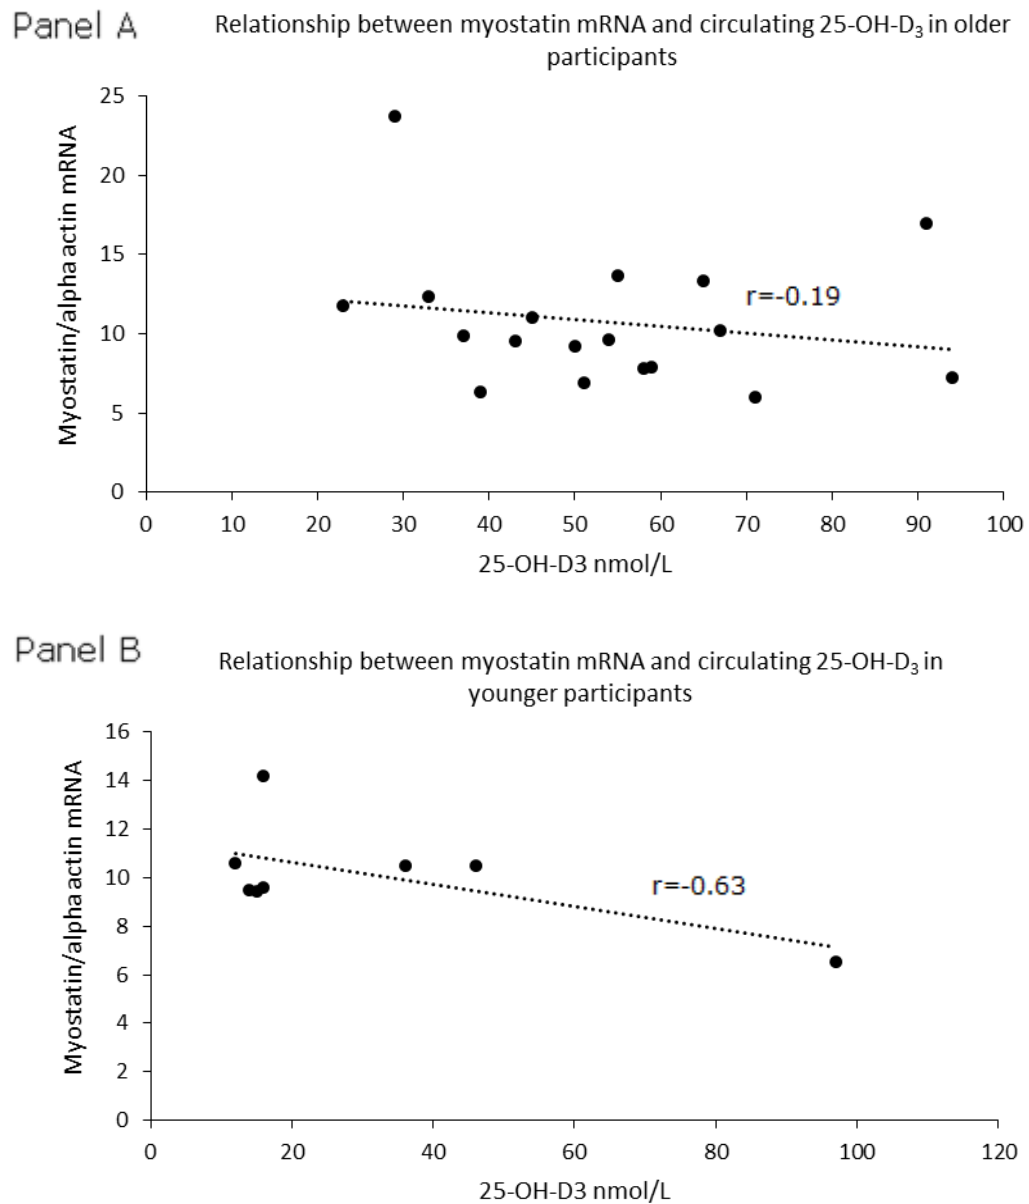 Panel A
Relationship between myostatin mRNA and circulating 25-OH-D₃ in older
participants
Myostatin/alpha actin mRNA
25
20
15
10
5
0
r=-0.19
0 10 20 30 40 50 60 70 80 90 100
25-OH-D3 nmol/L
Panel B
Relationship between myostatin mRNA and circulating 25-OH-D₃ in
younger participants
Myostatin/alpha actin mRNA
16
14
12
10
8
6
4
2
0
r=-0.63
0 20 40 60 80 100 120
25-OH-D3 nmol/L